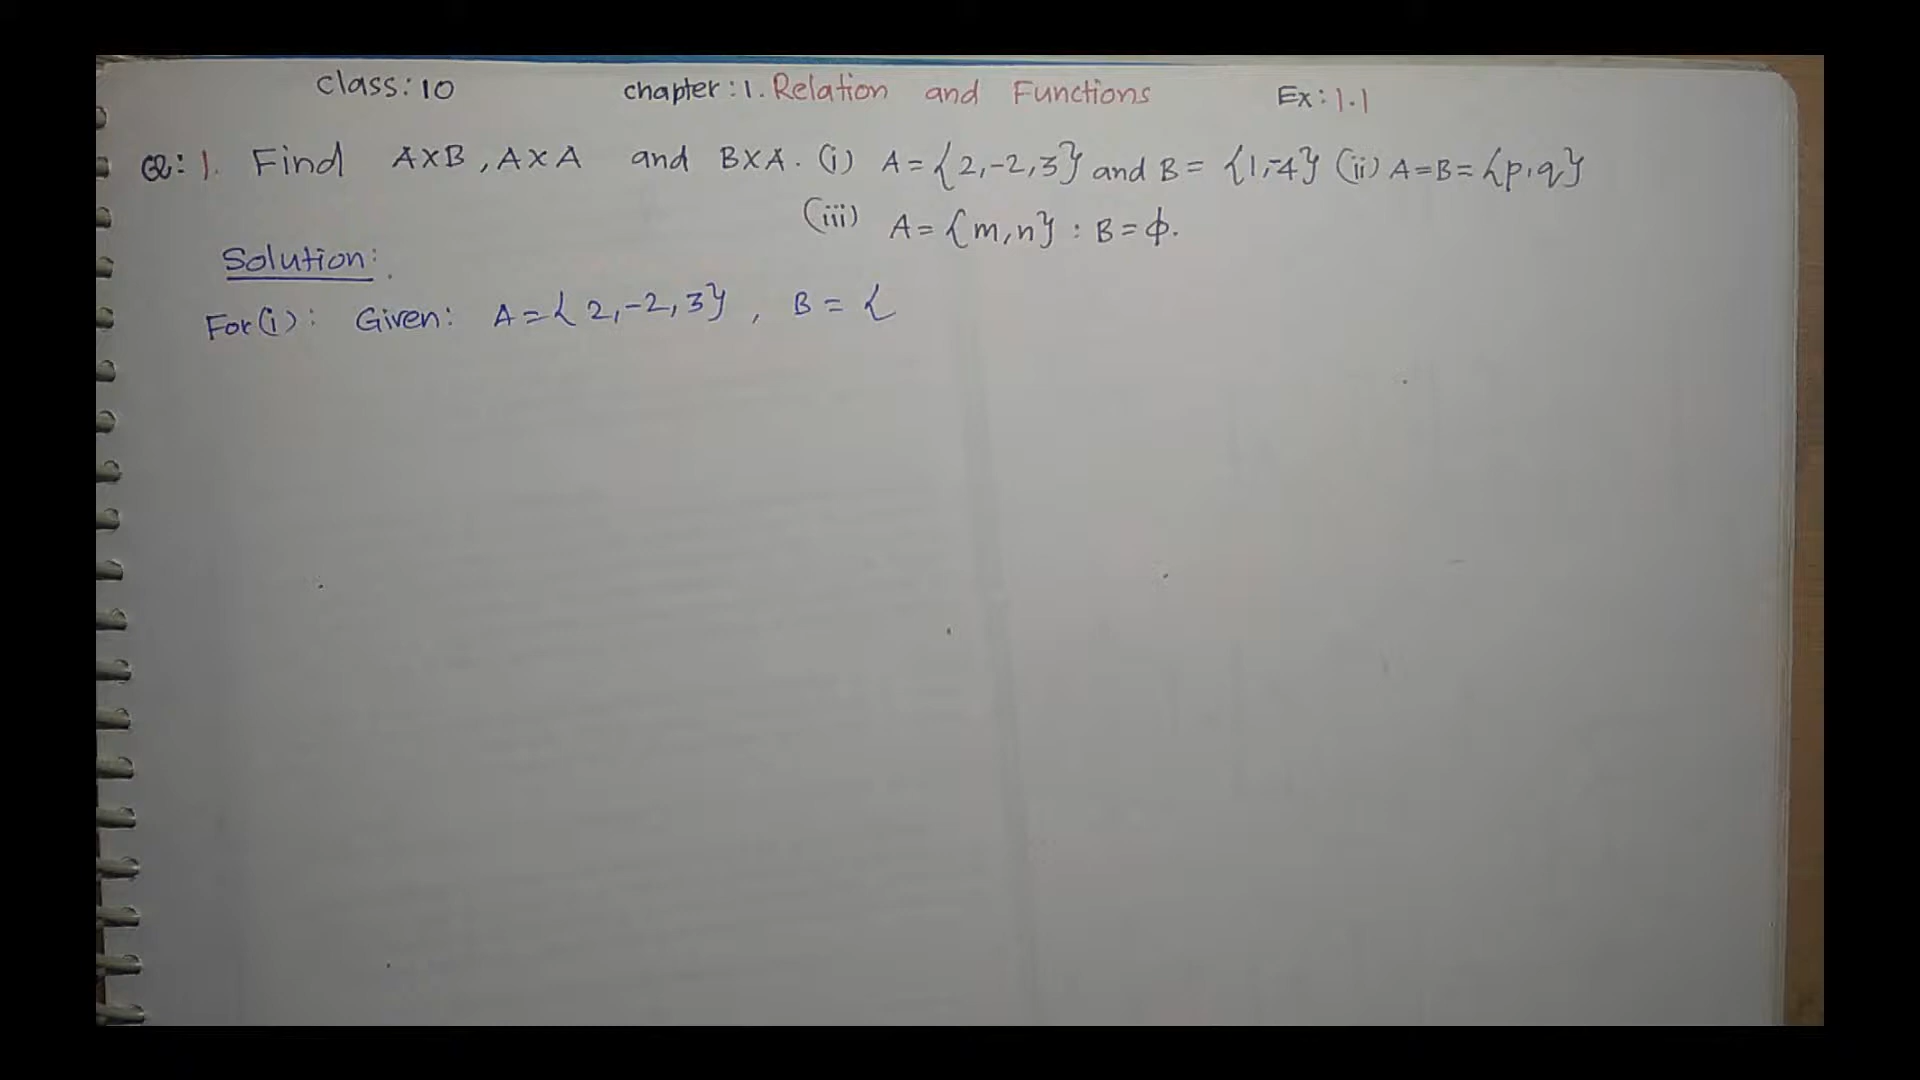 class: 10 chapter: 1. Relation and Functions Ex: 1.1
Q: 1. Find A×B, A×A and B×A. (i) A = {2,-2,3} and B = {1,-4} (ii) A=B= {p,q}
(iii) A = {m,n} : B = ϕ.
Solution:
For (i): Given: A = { 2,-2,3} , B = {